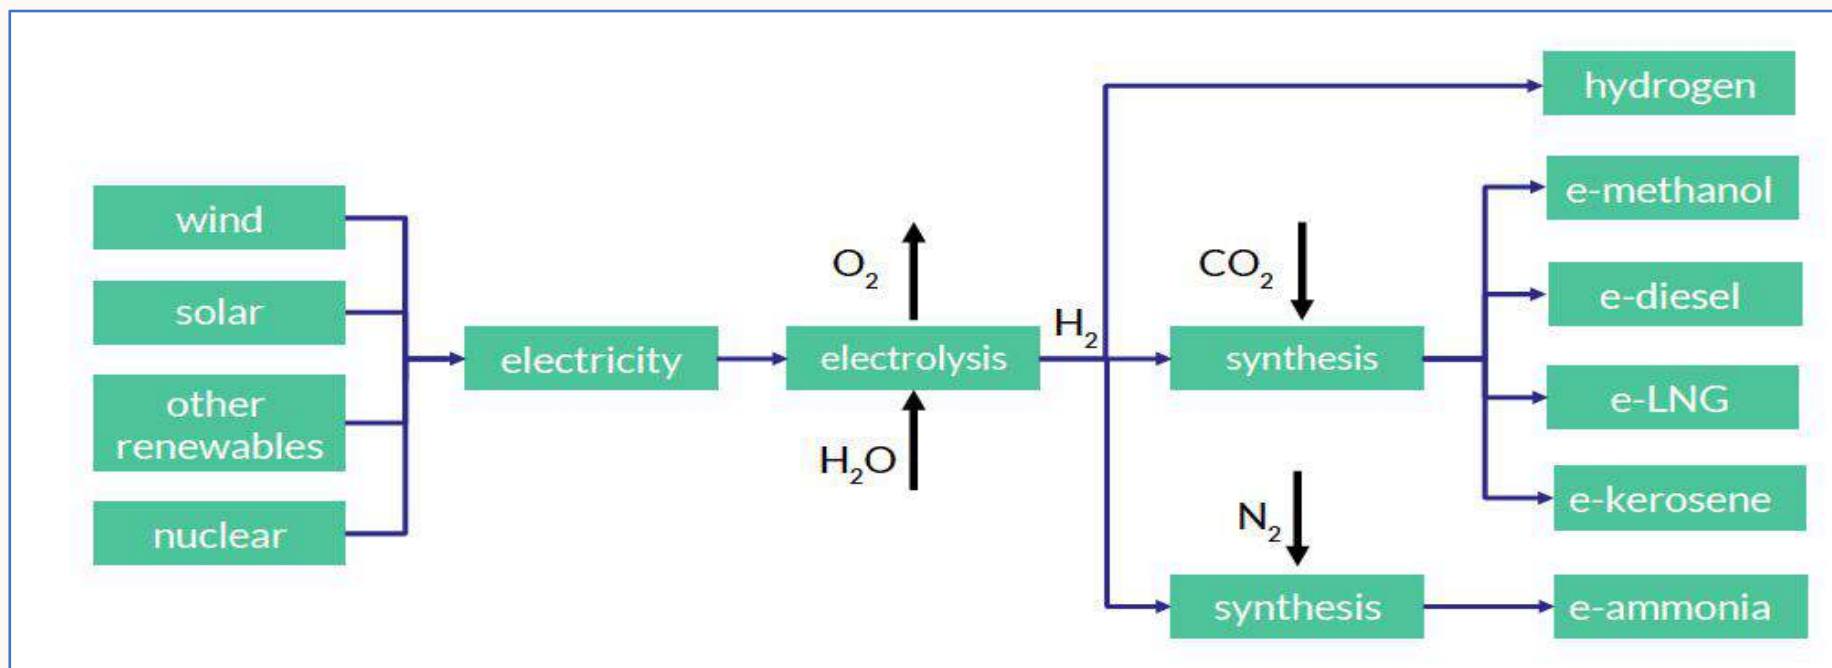 wind
solar
other
renewables
nuclear
electricity
O₂
electrolysis
H₂O
H₂
CO₂
synthesis
N₂
synthesis
hydrogen
e-methanol
e-diesel
e-LNG
e-kerosene
e-ammonia